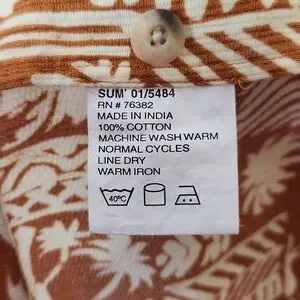 SUM' 01/5484
RN # 76382
MADE IN INDIA
100% COTTON
MACHINE WASH WARM
NORMAL CYCLES
LINE DRY
WARM IRON
40°C